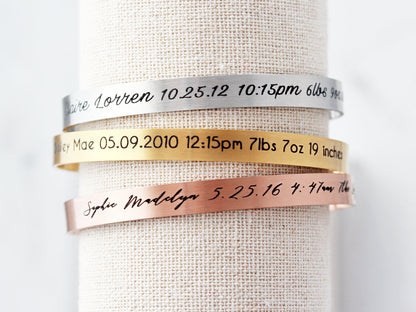 Lorren 10.25.12 10:15pm 6lbs
Mae 05.09.2010 12:15pm 7lbs 7oz 19 inches
Sophie Madelyn 5.25.16 4:47am